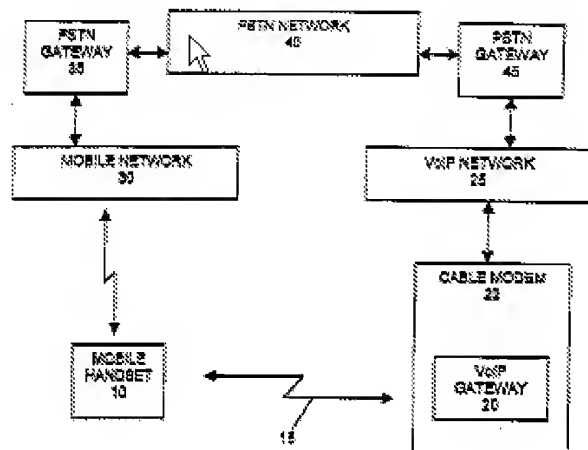 PSTN
GATEWAY
35
PSTN NETWORK
40
PSTN
GATEWAY
45
MOBILE NETWORK
30
VoIP NETWORK
25
CABLE MODEM
22
MOBILE
HANDSET
10
VoIP
GATEWAY
20
15